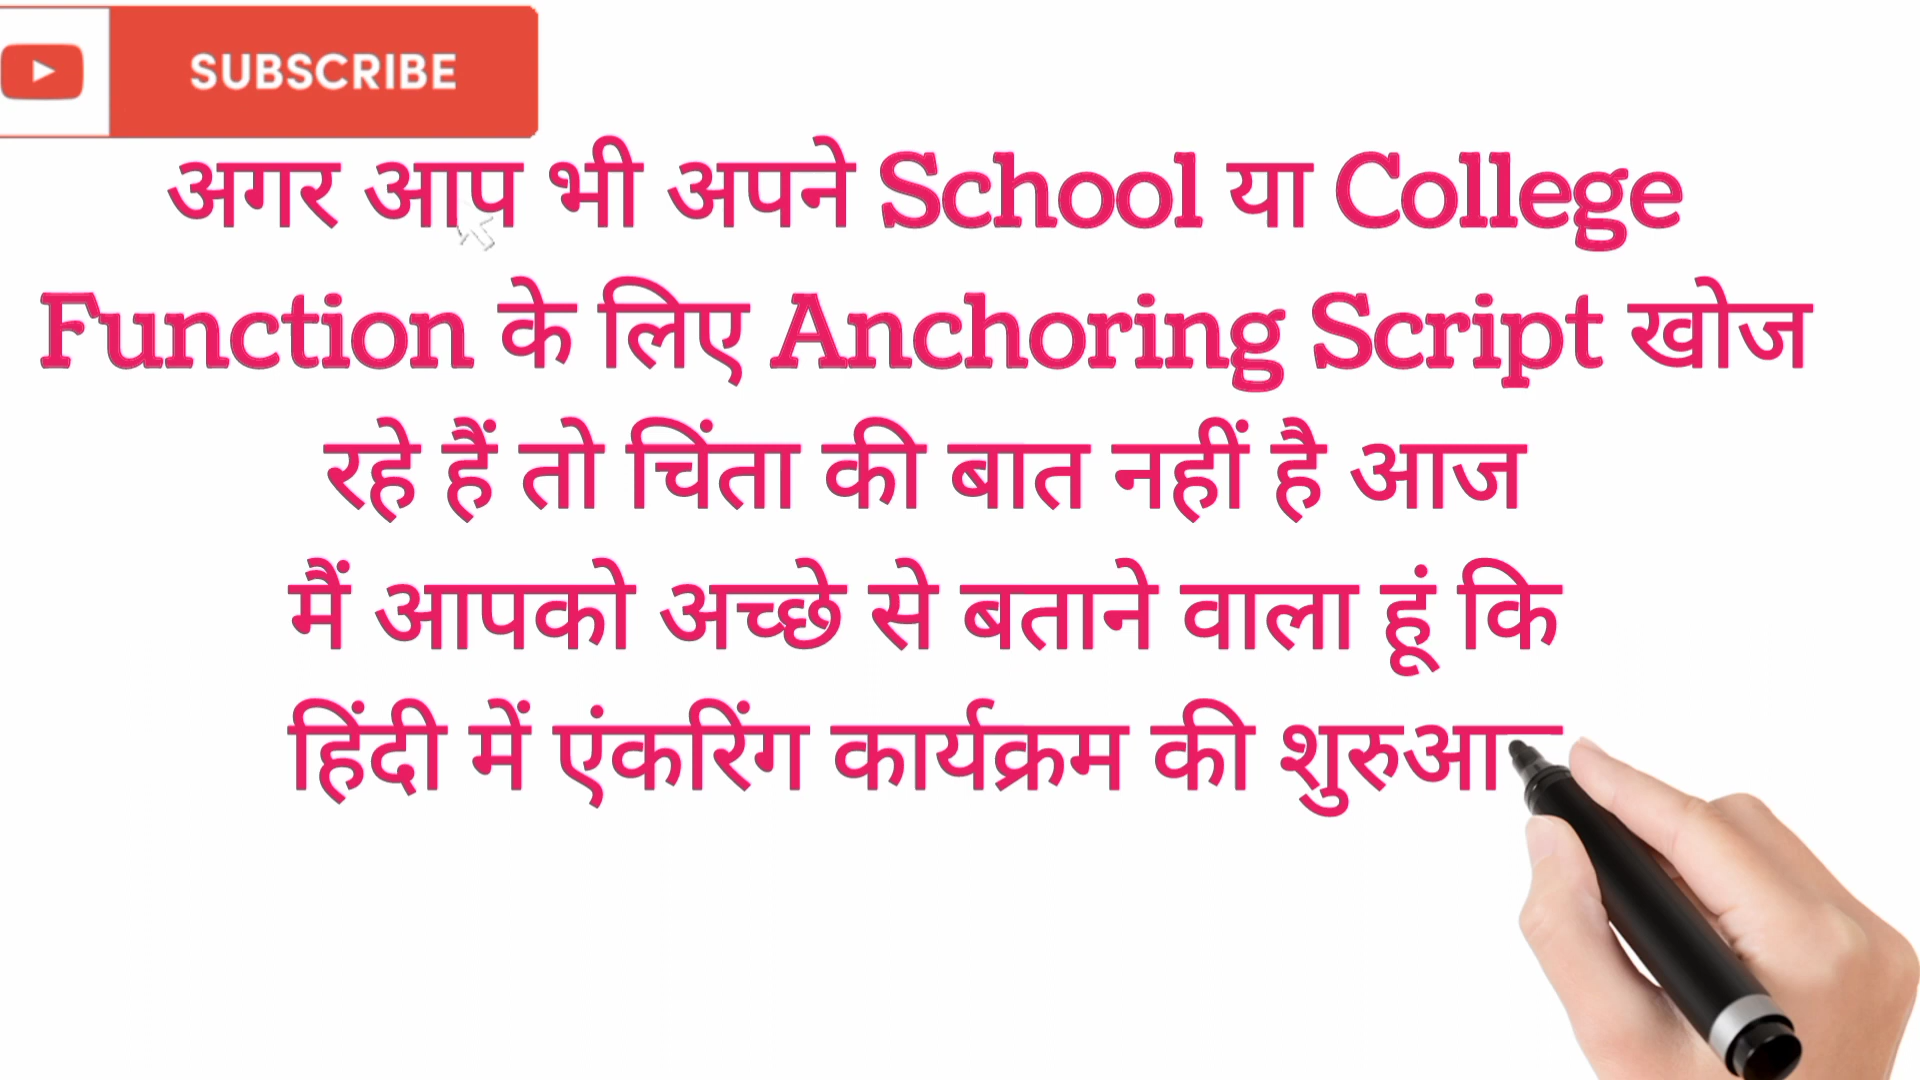 SUBSCRIBE
अगर आप भी अपने School या College
Function के लिए Anchoring Script खोज
रहे हैं तो चिंता की बात नहीं है आज
मैं आपको अच्छे से बताने वाला हूं कि
हिंदी में एंकरिंग कार्यक्रम की शुरुआ